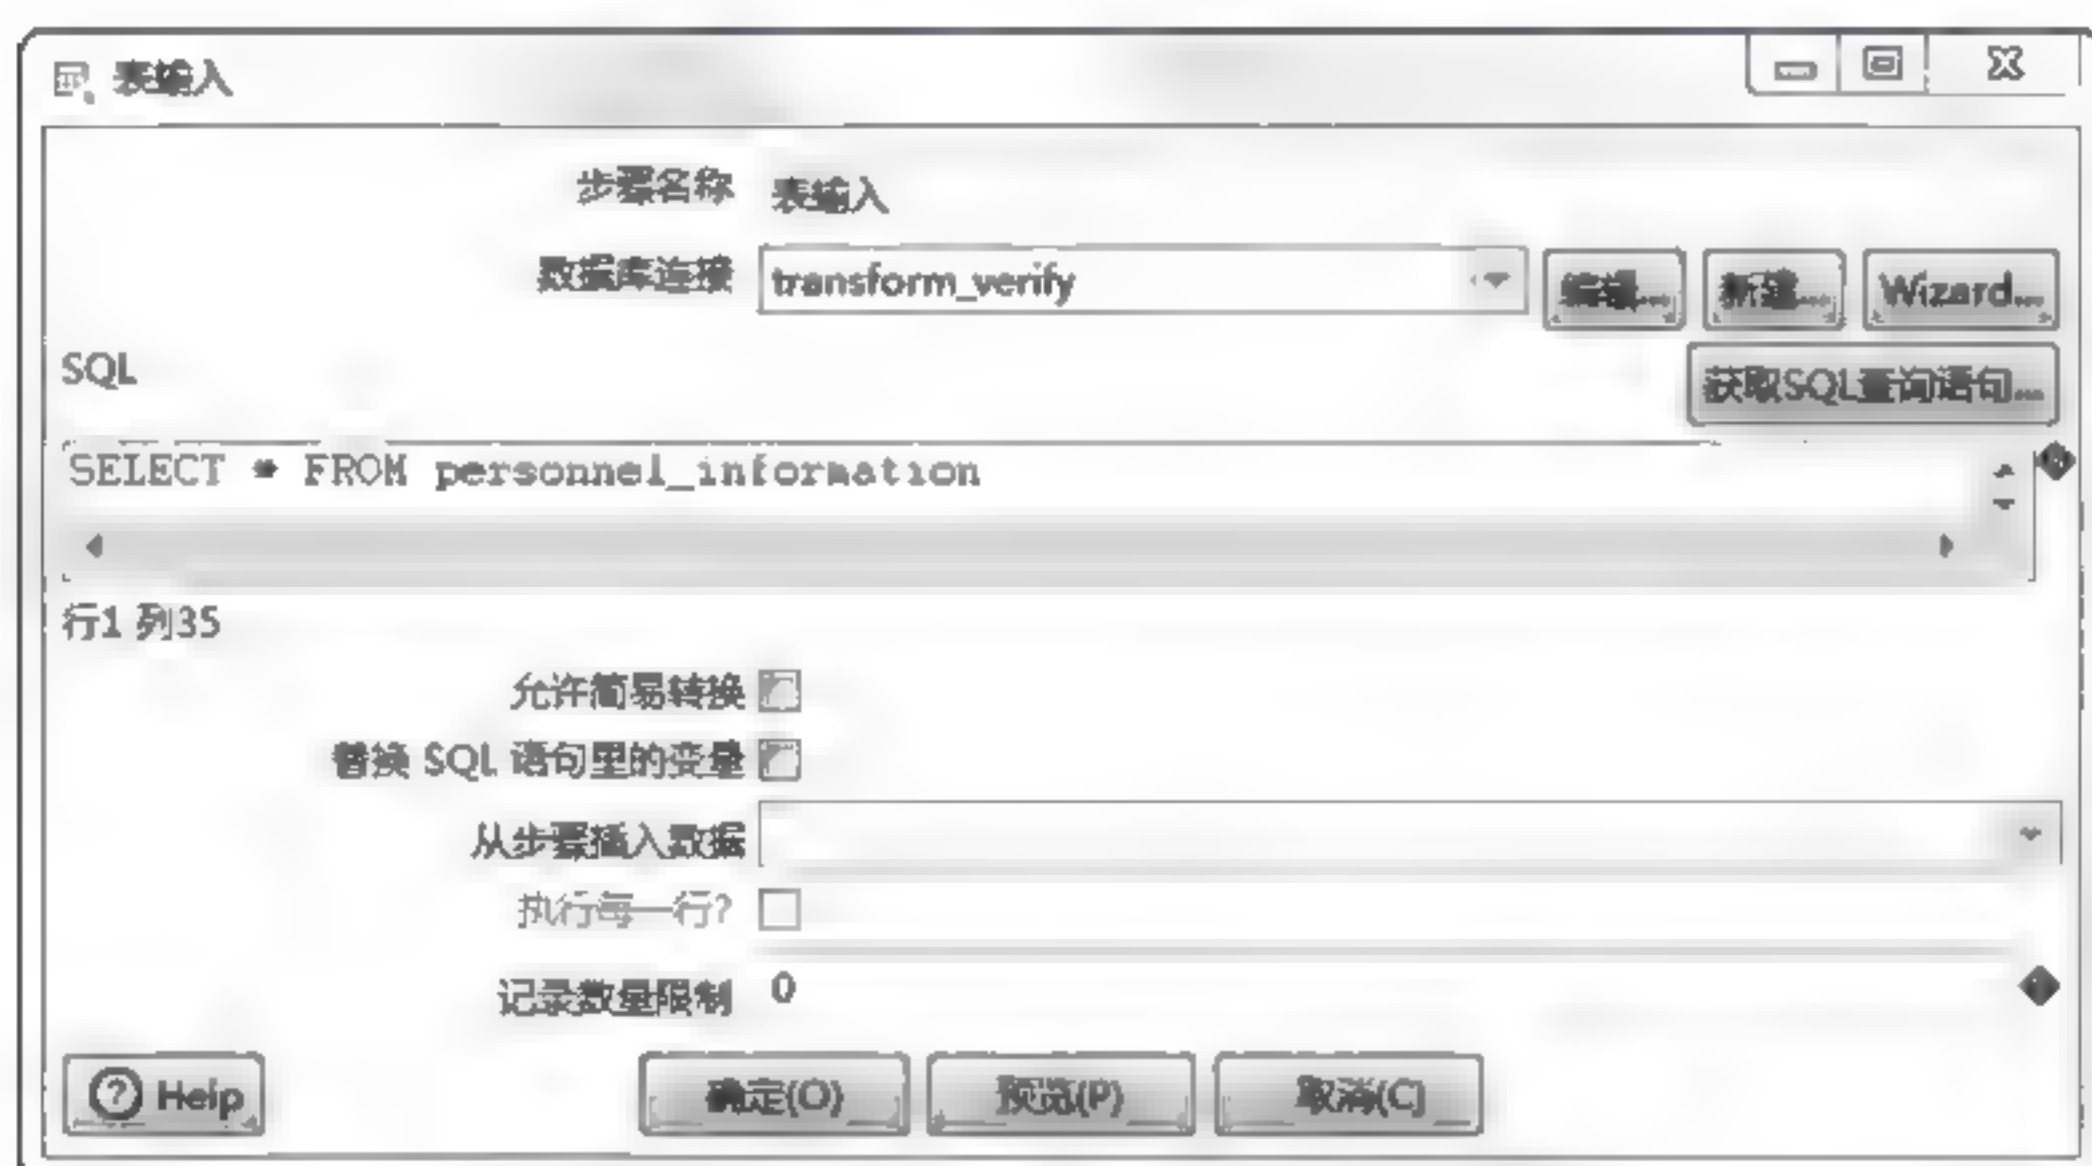 表输入
步骤名称 表输入
数据库连接 transform_verify 编辑... 新建... Wizard...
SQL 获取SQL查询语句...
SELECT * FROM personnel_information
行1 列35
允许简易转换
替换 SQL 语句里的变量
从步骤插入数据
执行每一行?
记录数量限制 0
Help 确定(O) 预览(P) 取消(C)